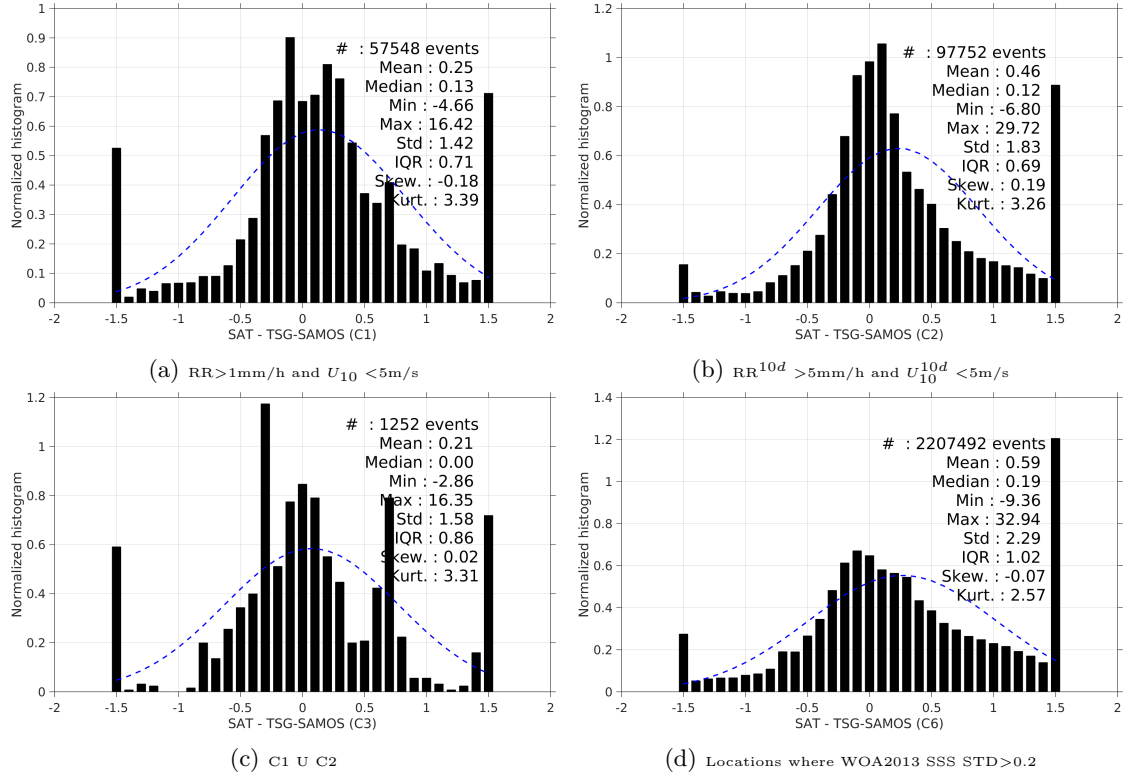 1
0.9
0.8
0.7
0.6
0.5
0.4
0.3
0.2
0.1
0
Normalized histogram
# : 57548 events
Mean : 0.25
Median : 0.13
Min : -4.66
Max : 16.42
Std : 1.42
IQR : 0.71
Skew. : -0.18
Kurt. : 3.39
-2 -1.5 -1 -0.5 0 0.5 1 1.5 2
SAT - TSG-SAMOS (C1)
(a) RR>1mm/h and U10 <5m/s
1.2
1
0.8
0.6
0.4
0.2
0
Normalized histogram
# : 97752 events
Mean : 0.46
Median : 0.12
Min : -6.80
Max : 29.72
Std : 1.83
IQR : 0.69
Skew. : 0.19
Kurt. : 3.26
-2 -1.5 -1 -0.5 0 0.5 1 1.5 2
SAT - TSG-SAMOS (C2)
(b) RR10d >5mm/h and U10 10d <5m/s
1.2
1
0.8
0.6
0.4
0.2
0
Normalized histogram
# : 1252 events
Mean : 0.21
Median : 0.00
Min : -2.86
Max : 16.35
Std : 1.58
IQR : 0.86
Skew. : 0.02
Kurt. : 3.31
-2 -1.5 -1 -0.5 0 0.5 1 1.5 2
SAT - TSG-SAMOS (C3)
(c) C1 U C2
1.4
1.2
1
0.8
0.6
0.4
0.2
0
Normalized histogram
# : 2207492 events
Mean : 0.59
Median : 0.19
Min : -9.36
Max : 32.94
Std : 2.29
IQR : 1.02
Skew. : -0.07
Kurt. : 2.57
-2 -1.5 -1 -0.5 0 0.5 1 1.5 2
SAT - TSG-SAMOS (C6)
(d) Locations where WOA2013 SSS STD>0.2